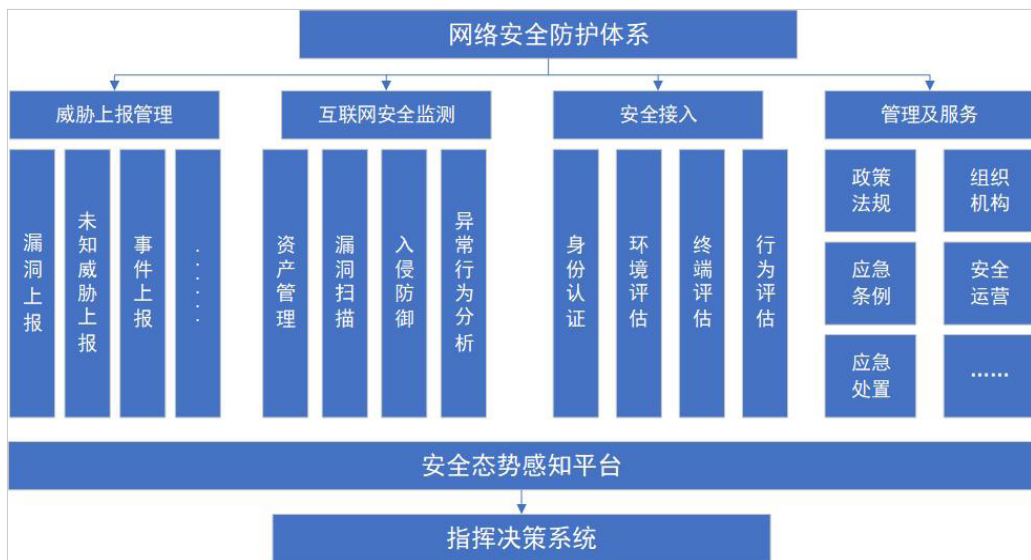 网络安全防护体系
威胁上报管理
互联网安全监测
安全接入
管理及服务
漏洞上报
未知威胁上报
事件上报
......
资产管理
漏洞扫描
入侵防御
异常行为分析
身份认证
环境评估
终端评估
行为评估
政策
法规
组织
机构
应急
条例
安全
运营
应急
处置
……
安全态势感知平台
指挥决策系统